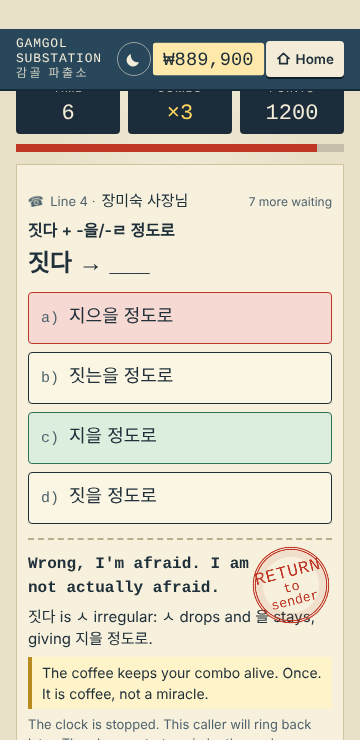 GAMGOL
SUBSTATION
감골 파출소
₩889,900
Home
6
×3
1200
☎ Line 4 · 장미숙 사장님
7 more waiting
짓다 + -을/-ㄹ 정도로
짓다 → ___
a) 지으을 정도로
b) 짓는을 정도로
c) 지을 정도로
d) 짓을 정도로
Wrong, I'm afraid. I am
not actually afraid.
RETURN
to
sender
짓다 is ㅅ irregular: ㅅ drops and 을 stays,
giving 지을 정도로.
The coffee keeps your combo alive. Once.
It is coffee, not a miracle.
The clock is stopped. This caller will ring back